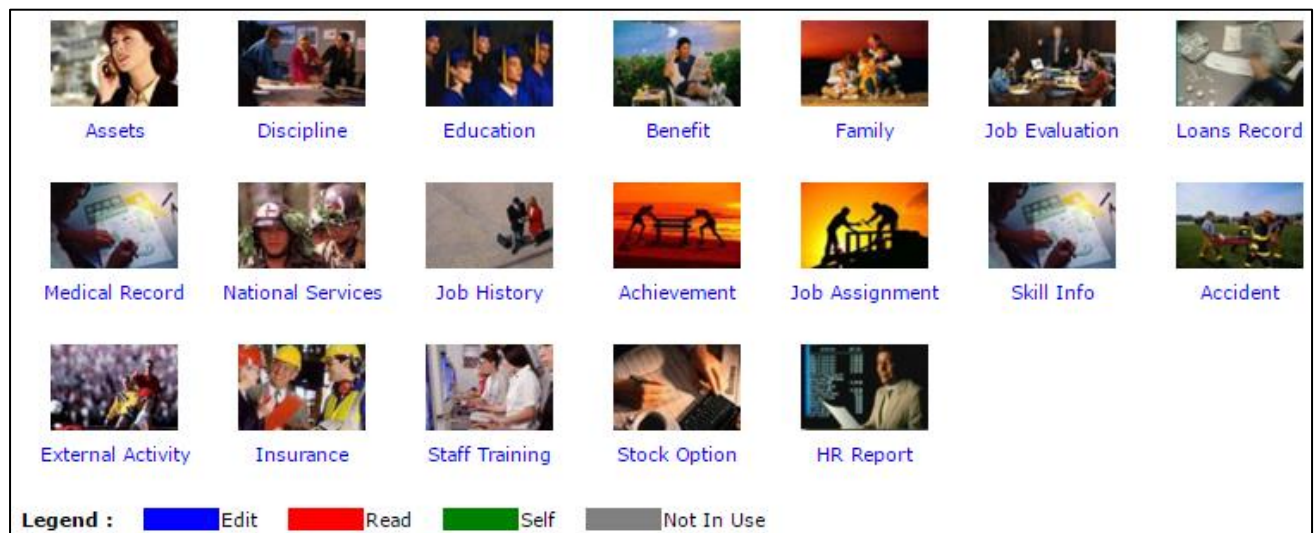 Assets Discipline Education Benefit Family Job Evaluation Loans Record
Medical Record National Services Job History Achievement Job Assignment Skill Info Accident
External Activity Insurance Staff Training Stock Option HR Report
Legend : Edit Read Self Not In Use